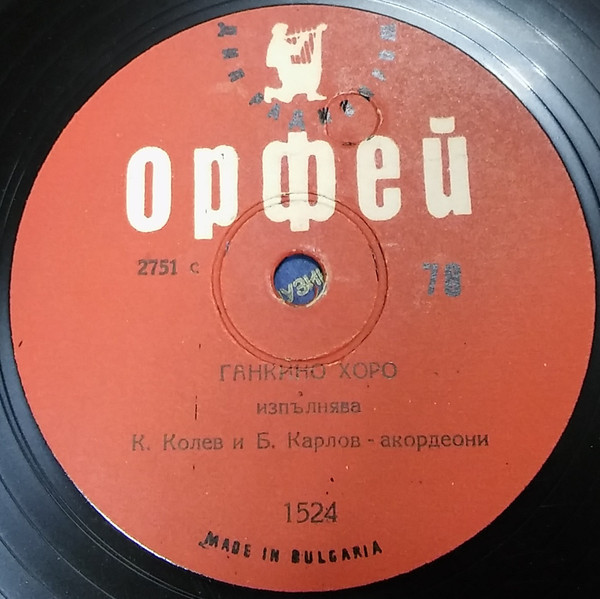 орфей
2751 с
78
ГАНКИНО ХОРО
изпълнява
К. Колев и Б. Карлов - акордеони
1524
MADE IN BULGARIA